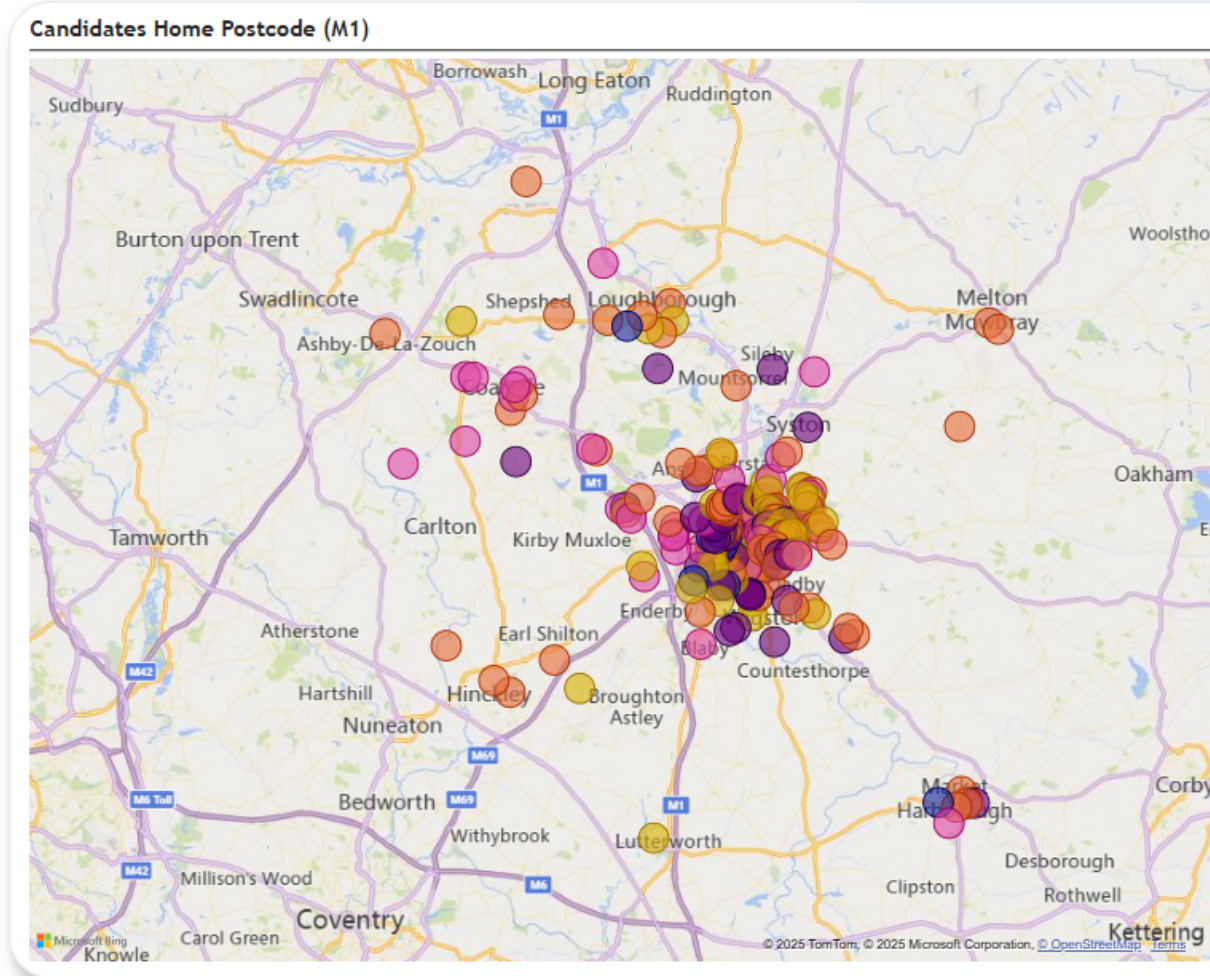 Candidates Home Postcode (M1)
Borrowash
Long Eaton
Sudbury
Ruddington
M1
Burton upon Trent
Woolstho
Swadlincote
Shepshed
Loughborough
Melton
Mowbray
Ashby-De-La-Zouch
Sileby
Mountsorrel
Syston
Oakham
M1
Carlton
Tamworth
Kirby Muxloe
Enderby
Atherstone
Earl Shilton
Blaby
Countesthorpe
M42
Hartshill
Hinckley
Broughton
Astley
Nuneaton
M69
Market
Corby
M6 Toll
Bedworth
M69
M1
Withybrook
Lutterworth
Desborough
M42
Millison's Wood
M6
Clipston
Rothwell
Coventry
Carol Green
Kettering
Microsoft Bing
Knowle
© 2025 TomTom, © 2025 Microsoft Corporation, © OpenStreetMap Terms